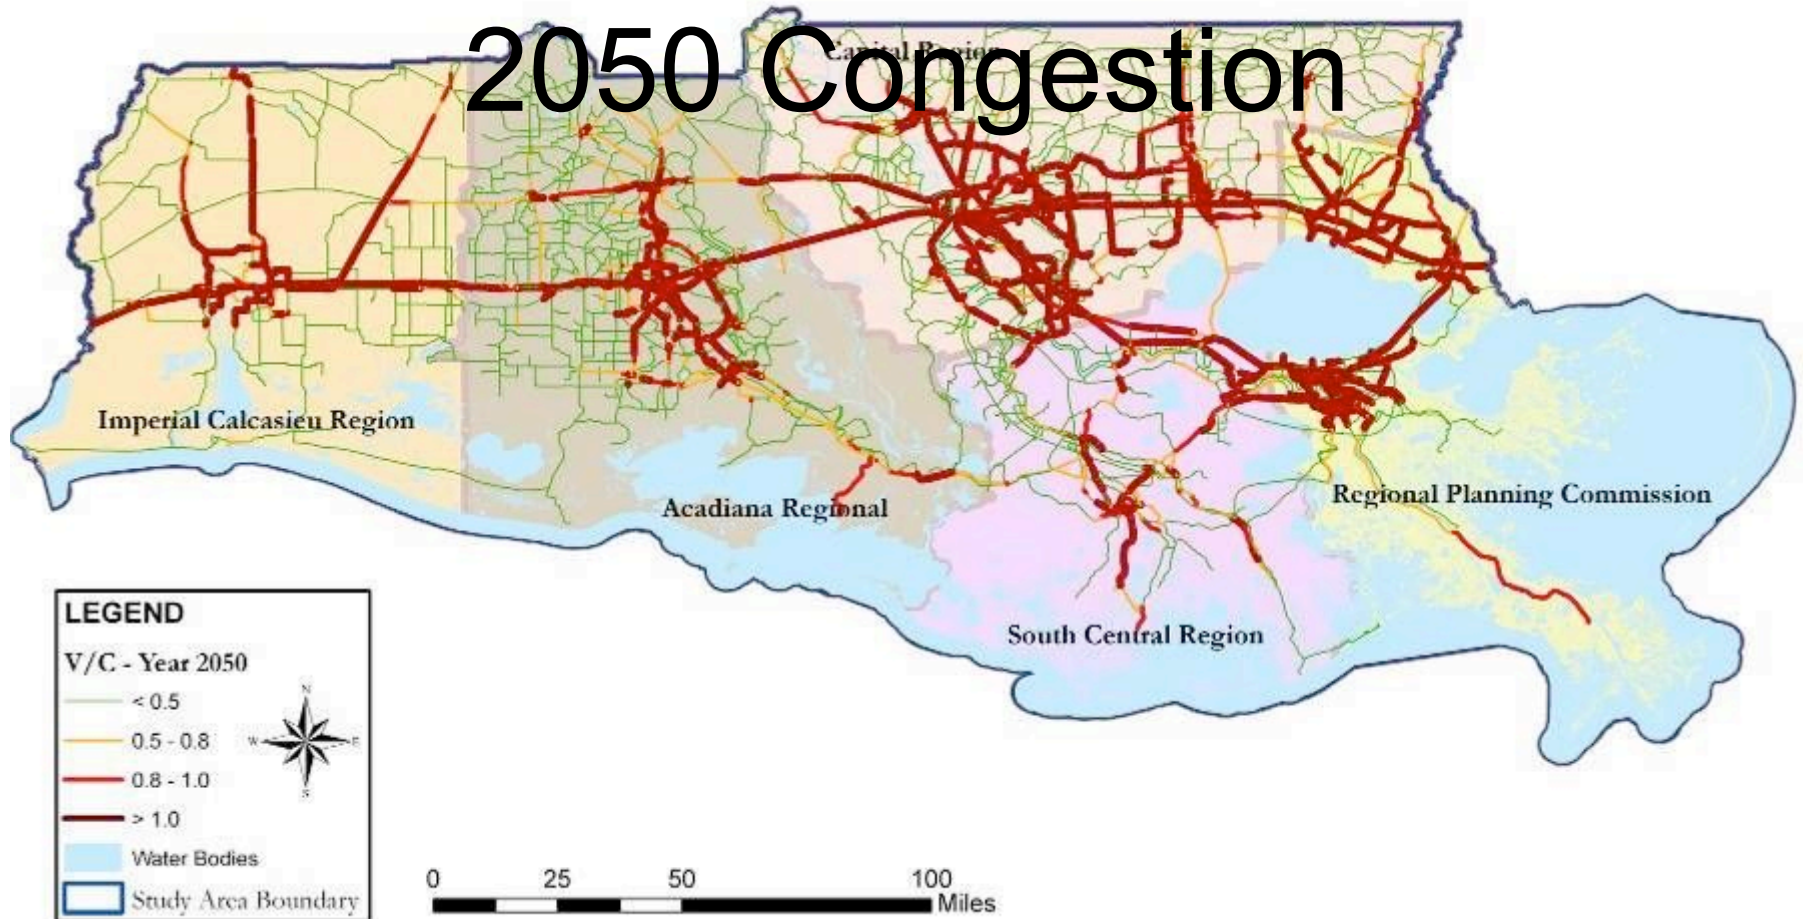 2050 Congestion
Capital Region
Imperial Calcasieu Region
Acadiana Regional
Regional Planning Commission
South Central Region
LEGEND
V/C - Year 2050
< 0.5
0.5 - 0.8
0.8 - 1.0
> 1.0
Water Bodies
Study Area Boundary
N
W
E
S
0 25 50 100
Miles